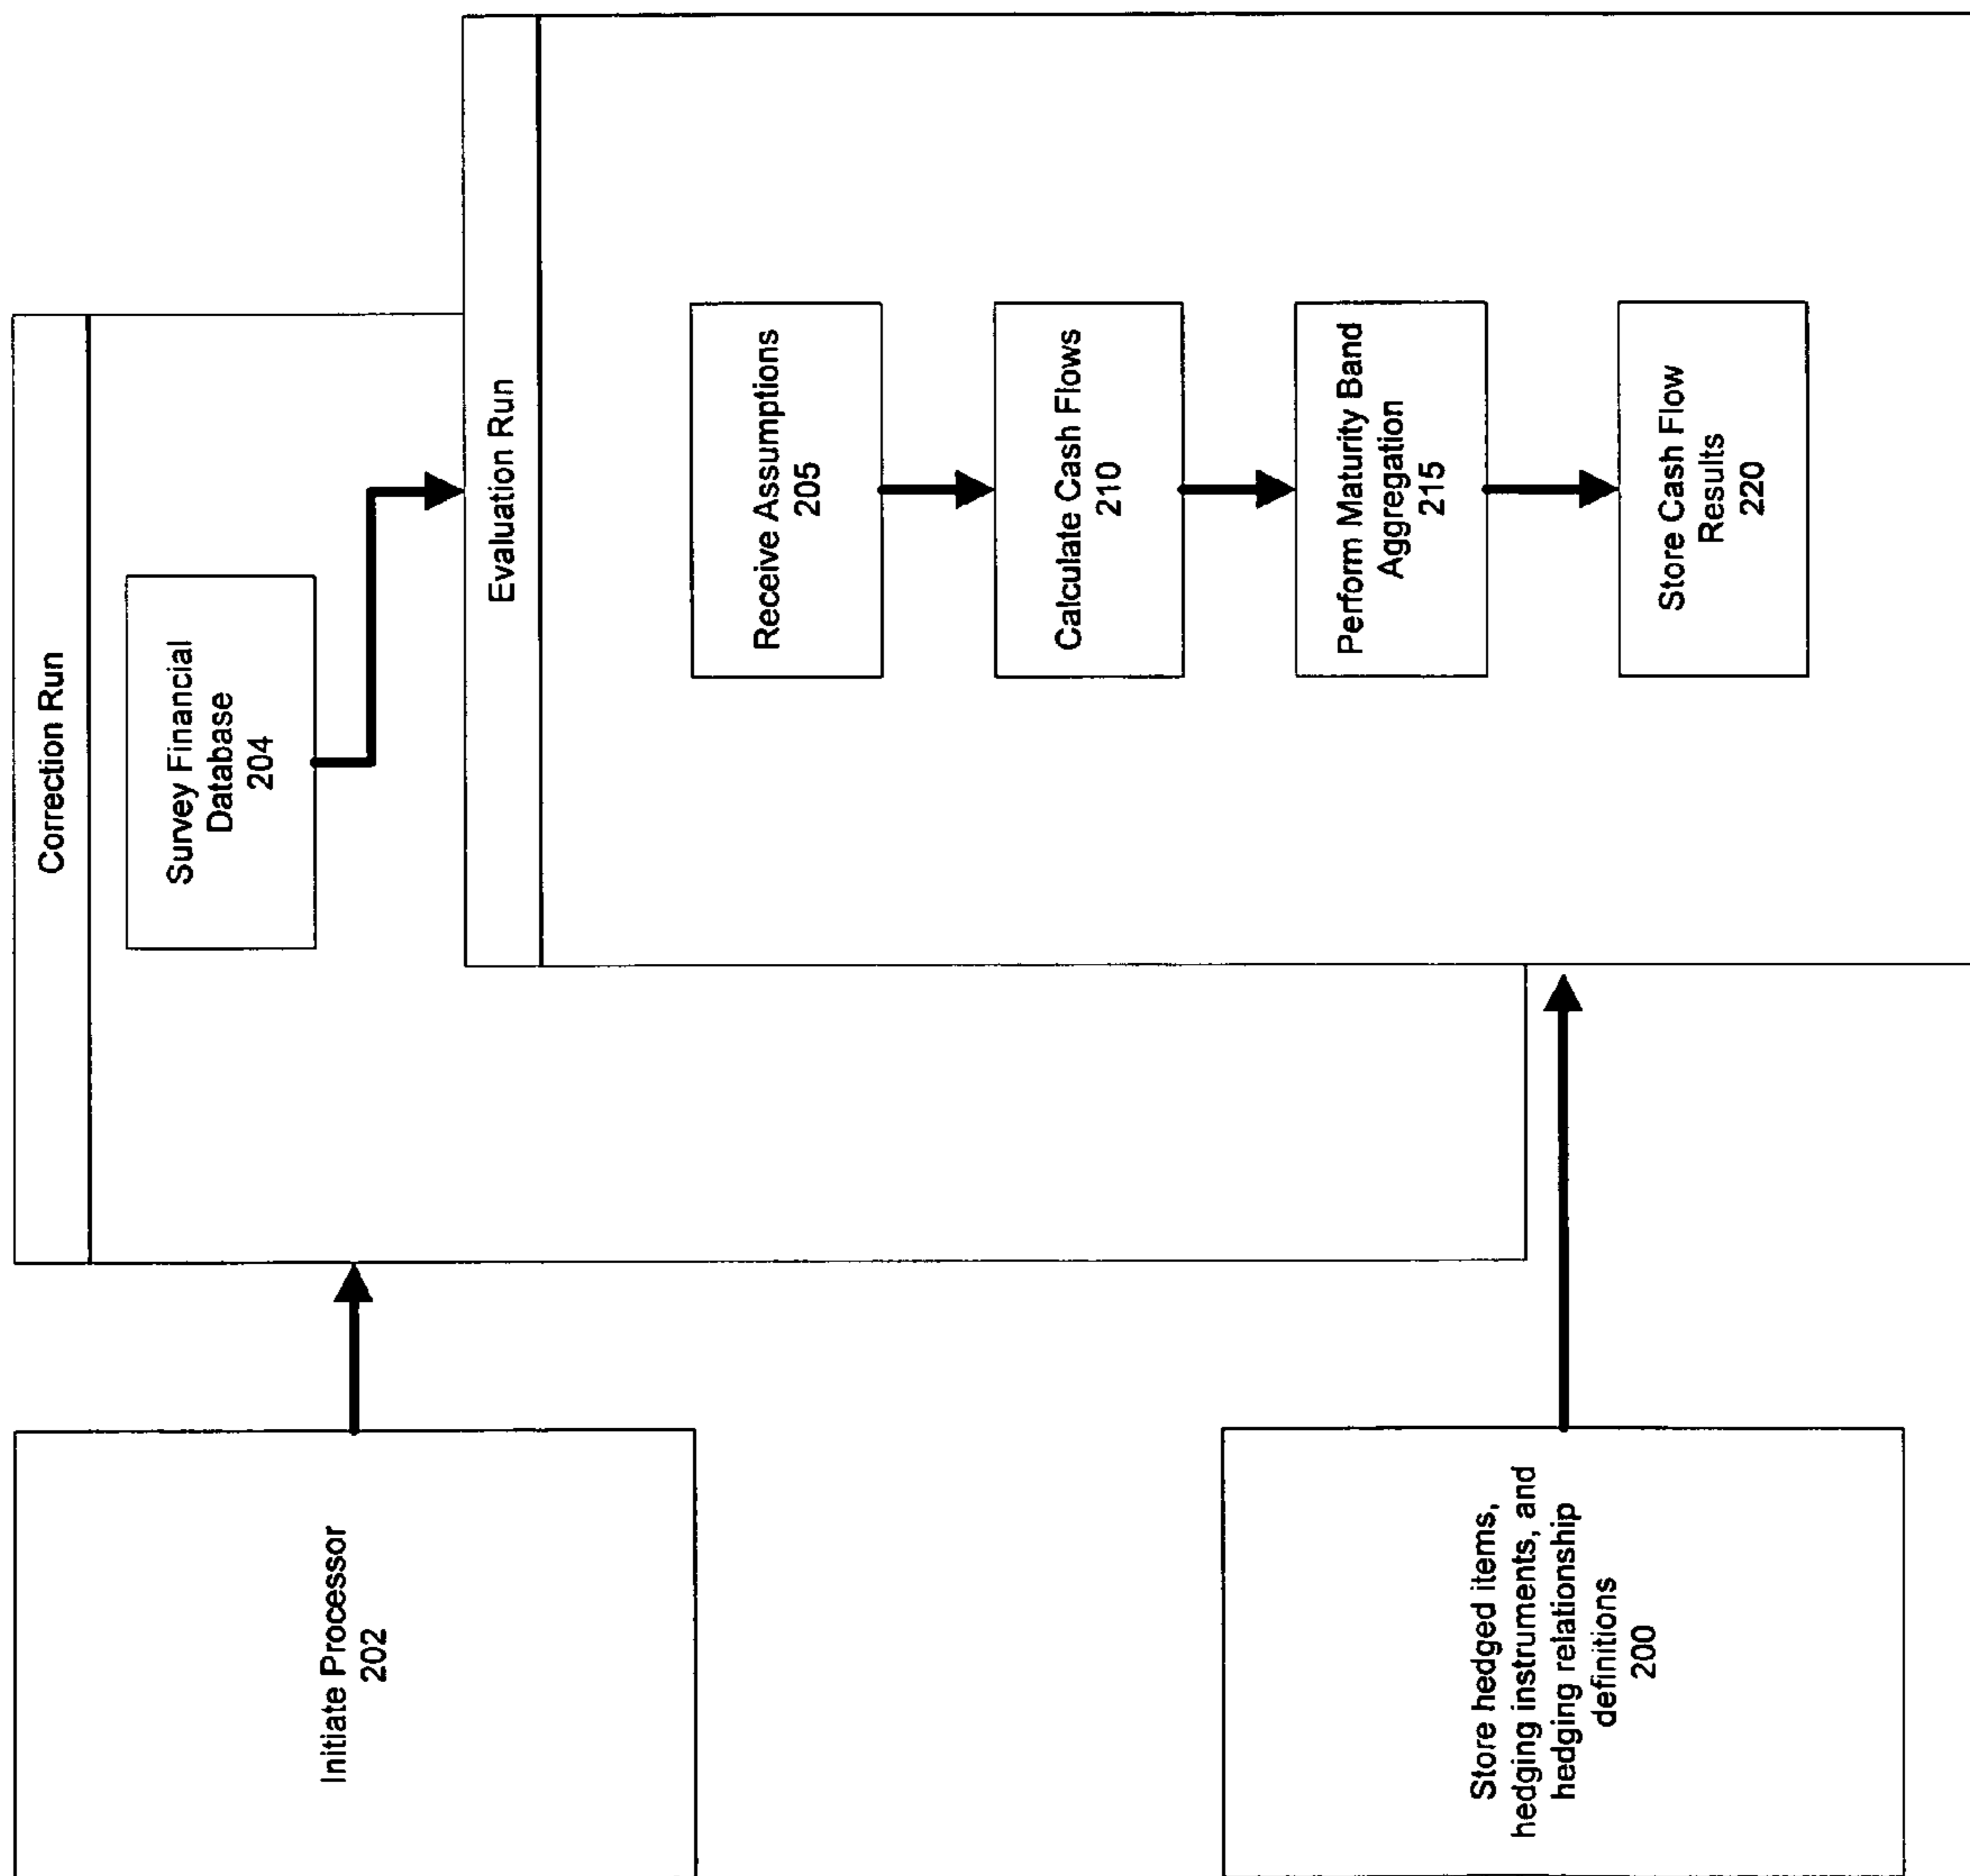 Initiate Processor
202
Store hedged items,
hedging instruments, and
hedging relationship
definitions
200
Correction Run
Survey Financial
Database
204
Evaluation Run
Receive Assumptions
205
Calculate Cash Flows
210
Perform Maturity Band
Aggregation
215
Store Cash Flow
Results
220